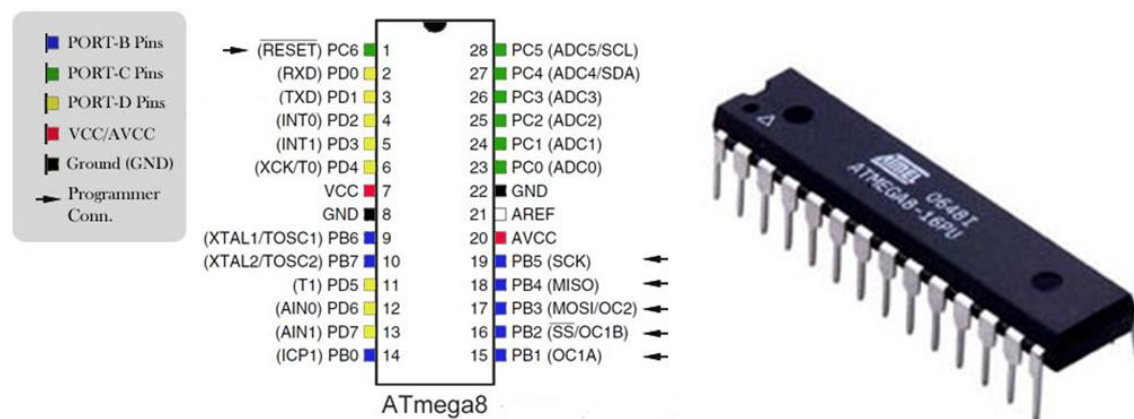 PORT-B Pins
PORT-C Pins
PORT-D Pins
VCC/AVCC
Ground (GND)
Programmer
Conn.
(RESET) PC6 1
(RXD) PD0 2
(TXD) PD1 3
(INT0) PD2 4
(INT1) PD3 5
(XCK/T0) PD4 6
VCC 7
GND 8
(XTAL1/TOSC1) PB6 9
(XTAL2/TOSC2) PB7 10
(T1) PD5 11
(AIN0) PD6 12
(AIN1) PD7 13
(ICP1) PB0 14
28 PC5 (ADC5/SCL)
27 PC4 (ADC4/SDA)
26 PC3 (ADC3)
25 PC2 (ADC2)
24 PC1 (ADC1)
23 PC0 (ADC0)
22 GND
21 AREF
20 AVCC
19 PB5 (SCK)
18 PB4 (MISO)
17 PB3 (MOSI/OC2)
16 PB2 (SS/OC1B)
15 PB1 (OC1A)
ATmega8
ATMEL 0648I
ATMEGA8-16PU